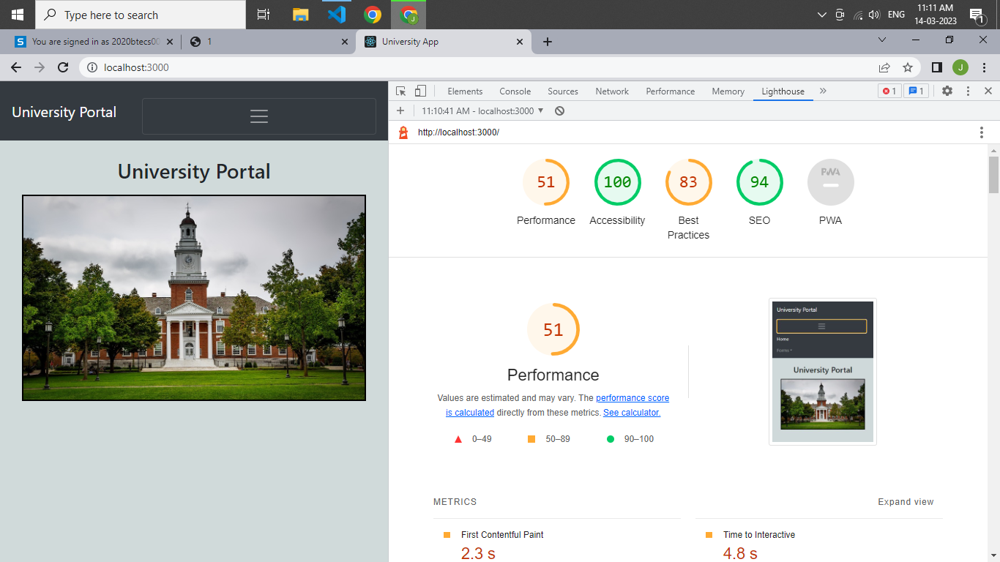 Type here to search
ENG
11:11 AM
14-03-2023
1
You are signed in as 2020btecs00
1
University App
localhost:3000
J
University Portal
University Portal
Elements Console Sources Network Performance Memory Lighthouse
1 1
11:10:41 AM - localhost:3000
http://localhost:3000/
51 100 83 94 PWA
Performance Accessibility Best Practices SEO PWA
51
Performance
Values are estimated and may vary. The performance score
is calculated directly from these metrics. See calculator.
0–49 50–89 90–100
University Portal
Home
Forms
University Portal
METRICS
Expand view
First Contentful Paint
2.3 s
Time to Interactive
4.8 s